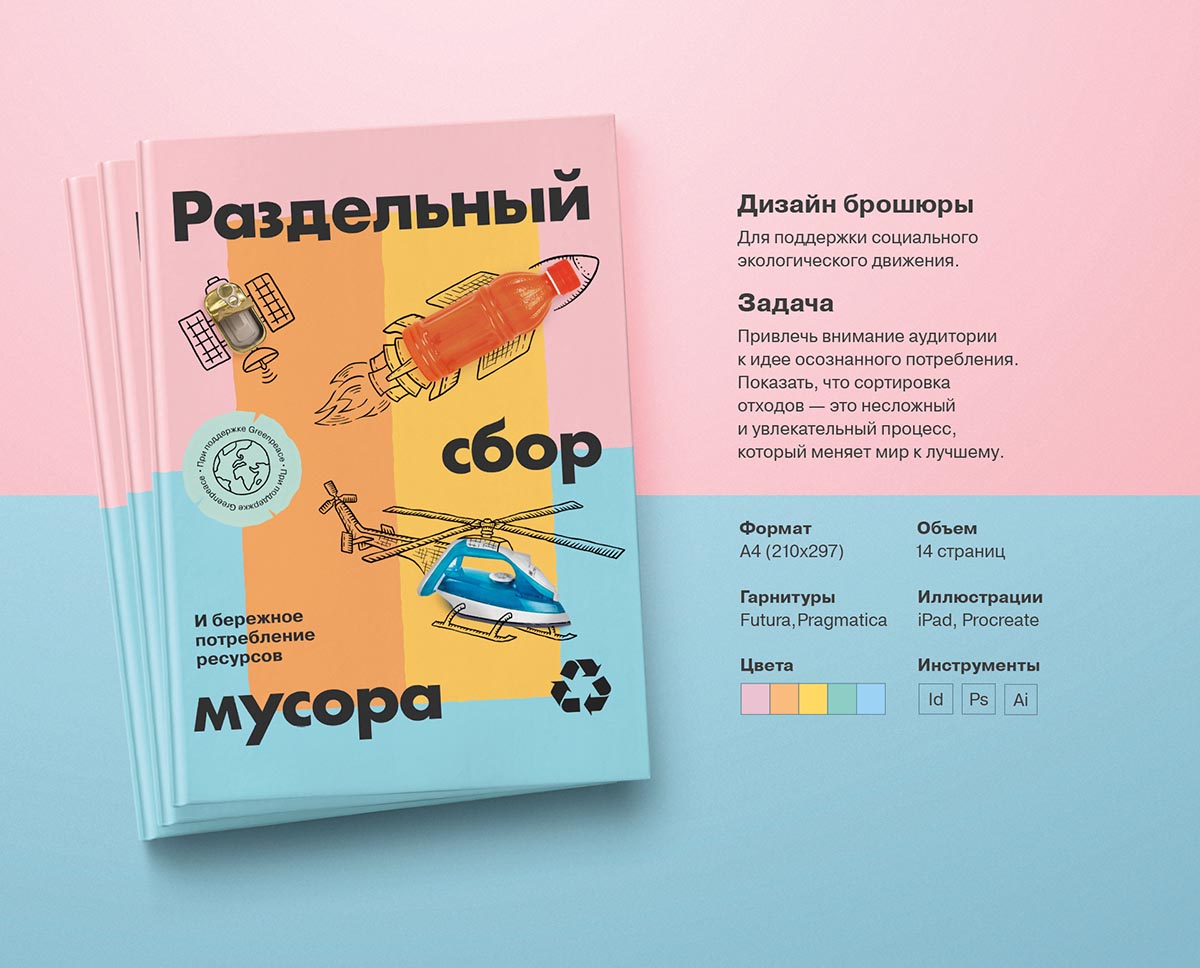 Раздельный
сбор
мусора
И бережное
потребление
ресурсов
При поддержке Greenpeace • При поддержке Greenpeace •
Дизайн брошюры
Для поддержки социального
экологического движения.
Задача
Привлечь внимание аудитории
к идее осознанного потребления.
Показать, что сортировка
отходов — это несложный
и увлекательный процесс,
который меняет мир к лучшему.
Формат
А4 (210х297)
Объем
14 страниц
Гарнитуры
Futura, Pragmatica
Иллюстрации
iPad, Procreate
Цвета
Инструменты
Id
Ps
Ai